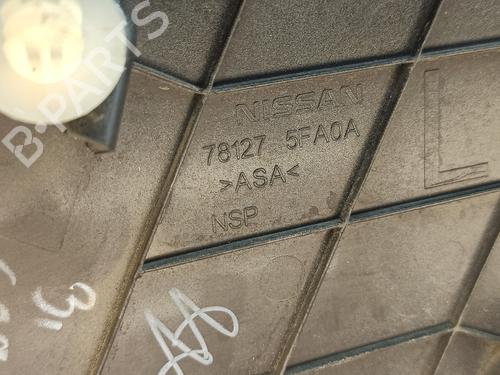 B-PARTS
NISSAN
78127 5FA0A
>ASA<
NSP
L